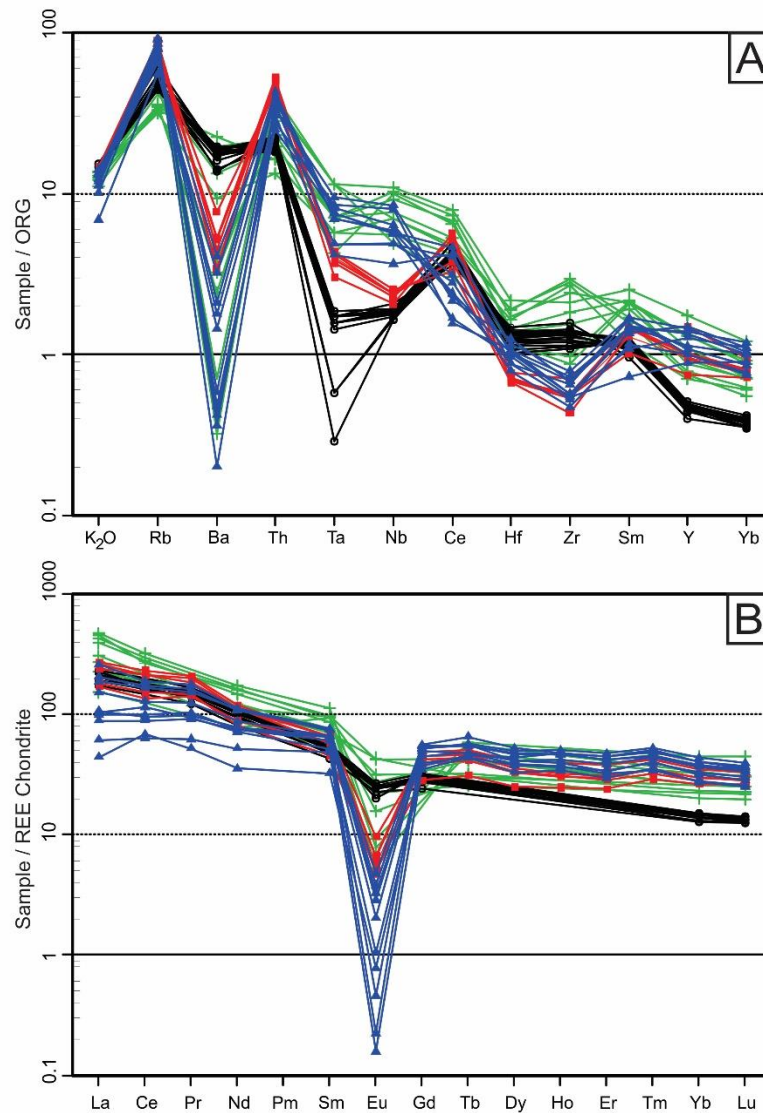 A
100
10
1
0.1
Sample / ORG
K2O Rb Ba Th Ta Nb Ce Hf Zr Sm Y Yb
B
1000
100
10
1
0.1
Sample / REE Chondrite
La Ce Pr Nd Pm Sm Eu Gd Tb Dy Ho Er Tm Yb Lu